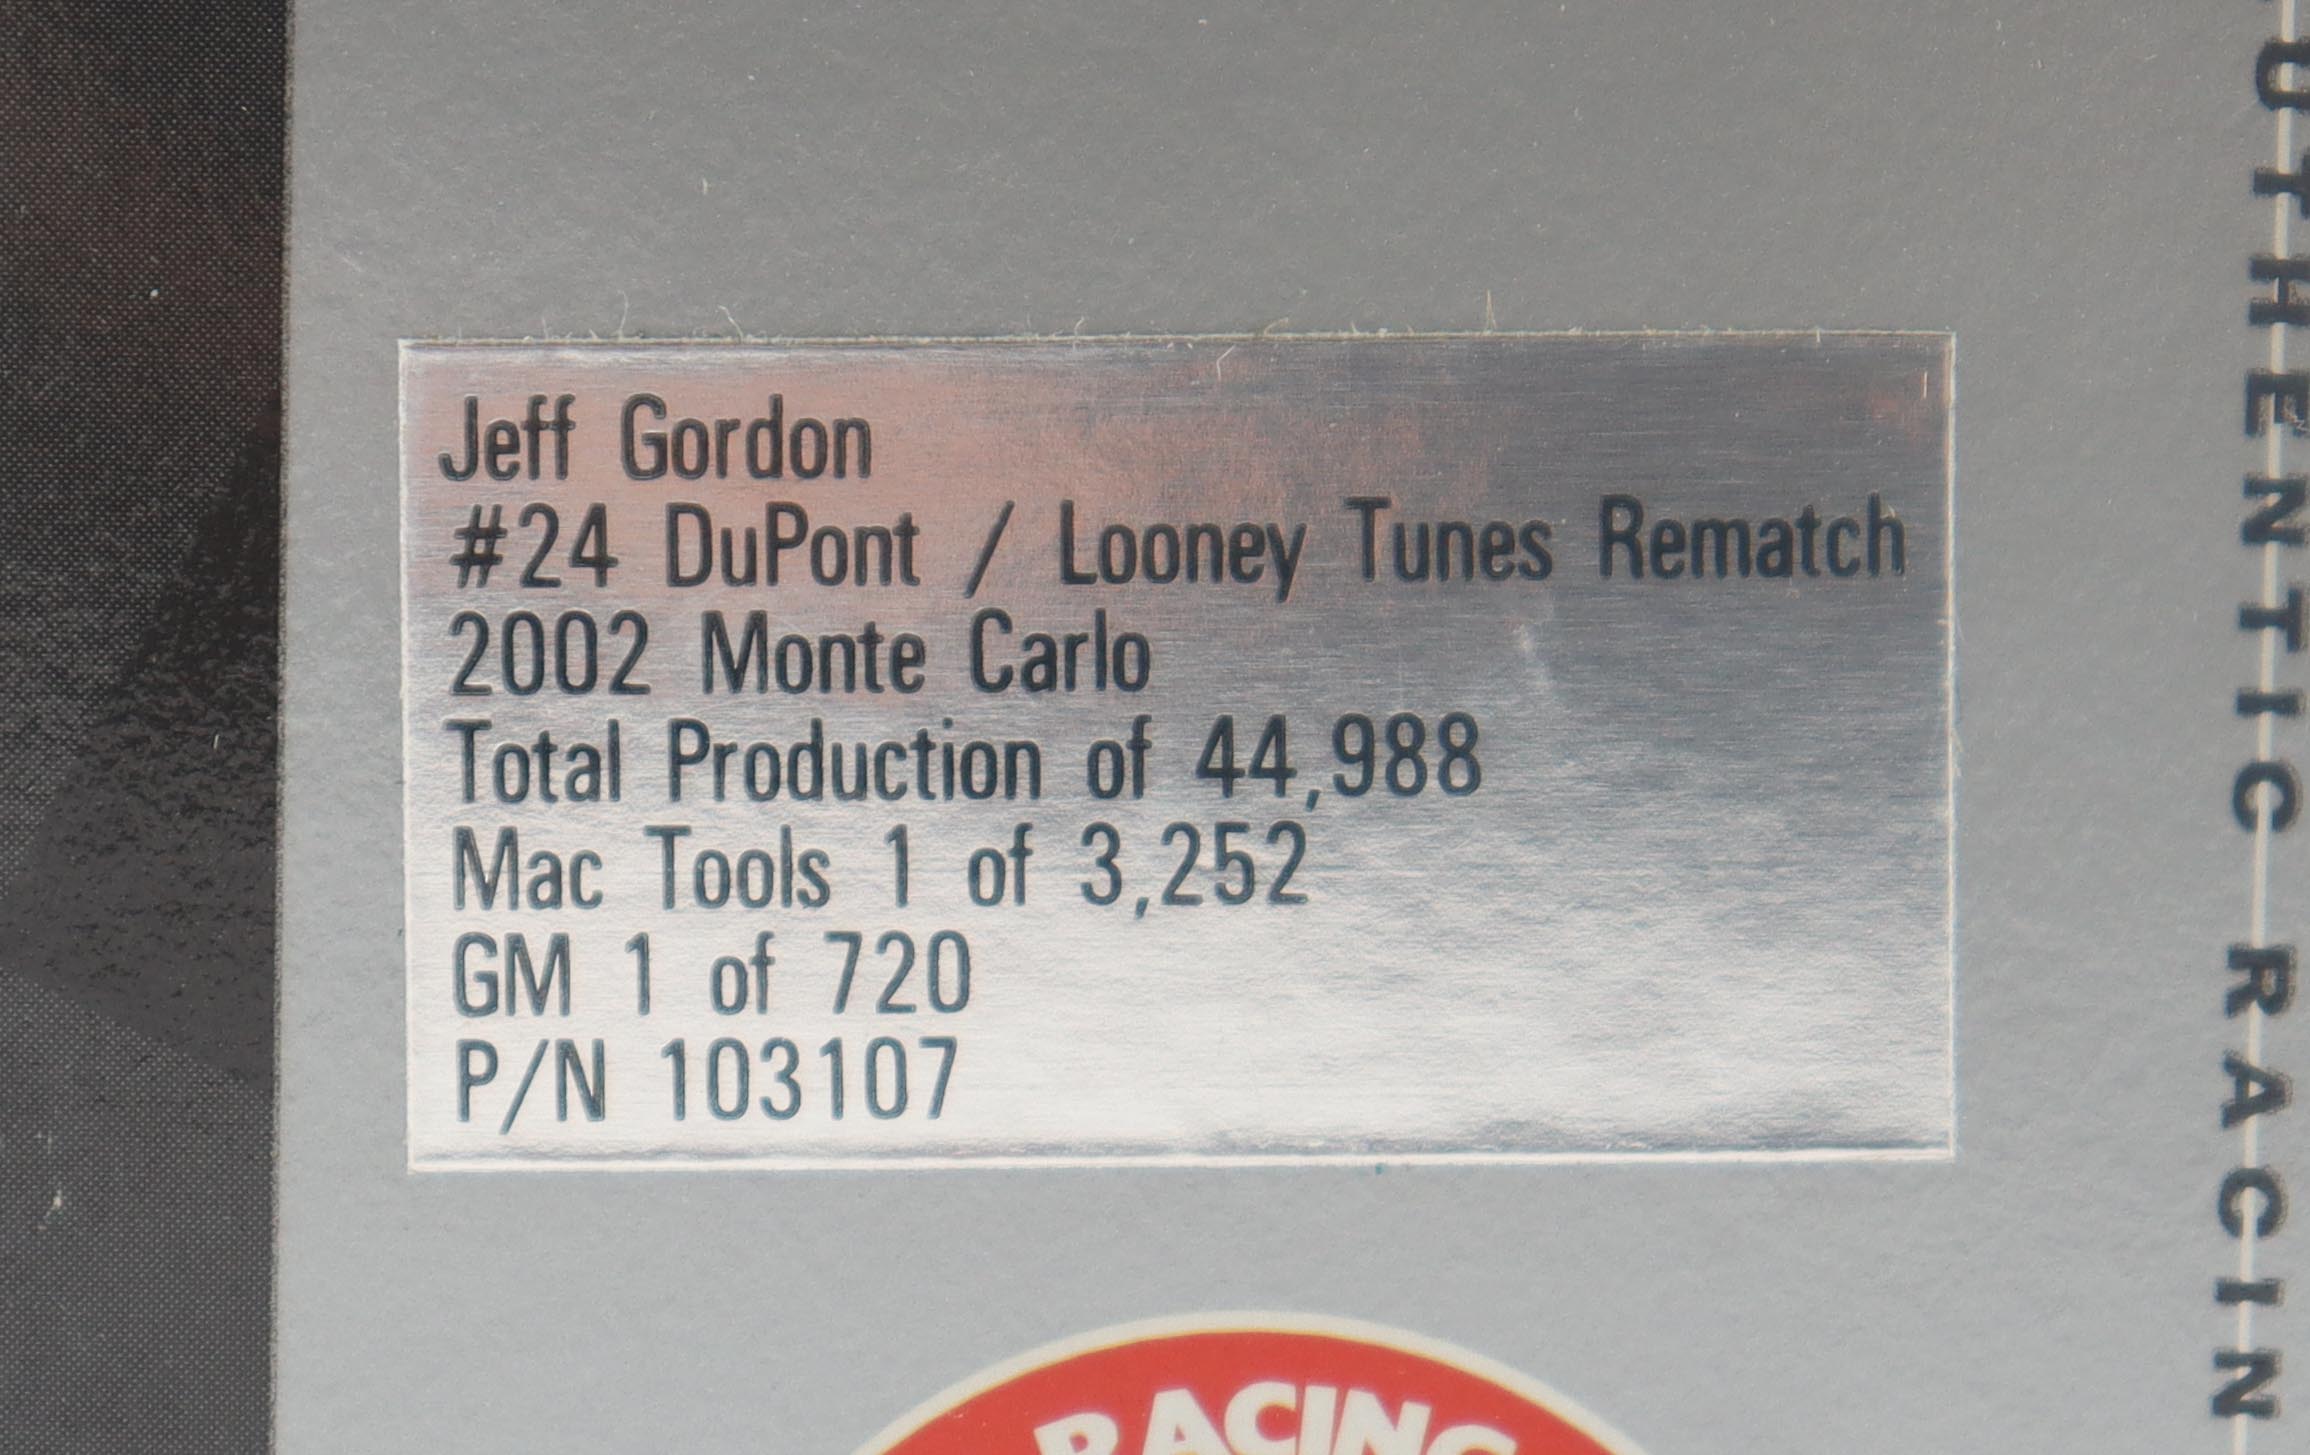 Jeff Gordon
#24 DuPont / Looney Tunes Rematch
2002 Monte Carlo
Total Production of 44,988
Mac Tools 1 of 3,252
GM 1 of 720
P/N 103107
RACING
UTHENTIC RACIN